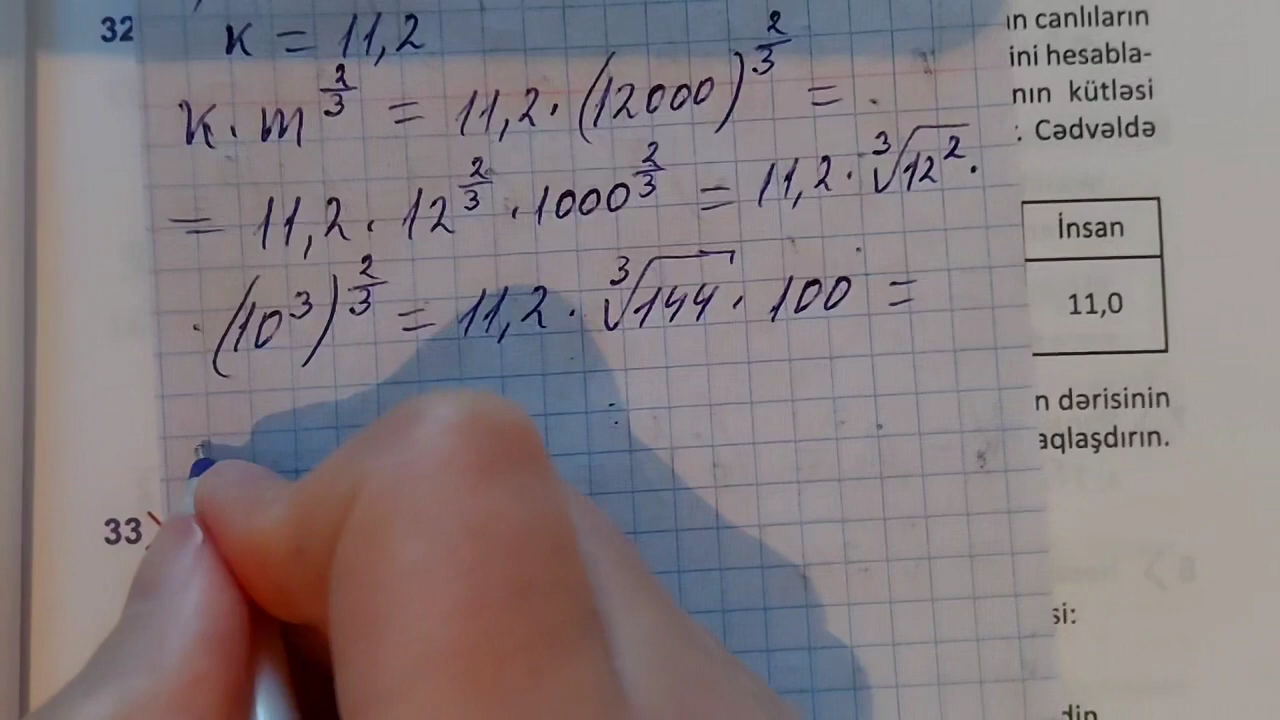 32
к = 11,2
ın canlıların
ini hesabla-
к · m^(2/3) = 11,2 · (12000)^(2/3) =
nın kütləsi
: Cədvəldə
= 11,2 · 12^(2/3) · 1000^(2/3) = 11,2 · ∛12² ·
İnsan
· (10³)^(2/3) = 11,2 · ∛144 · 100 =
11,0
n dərisinin
aqlaşdırın.
33
si: